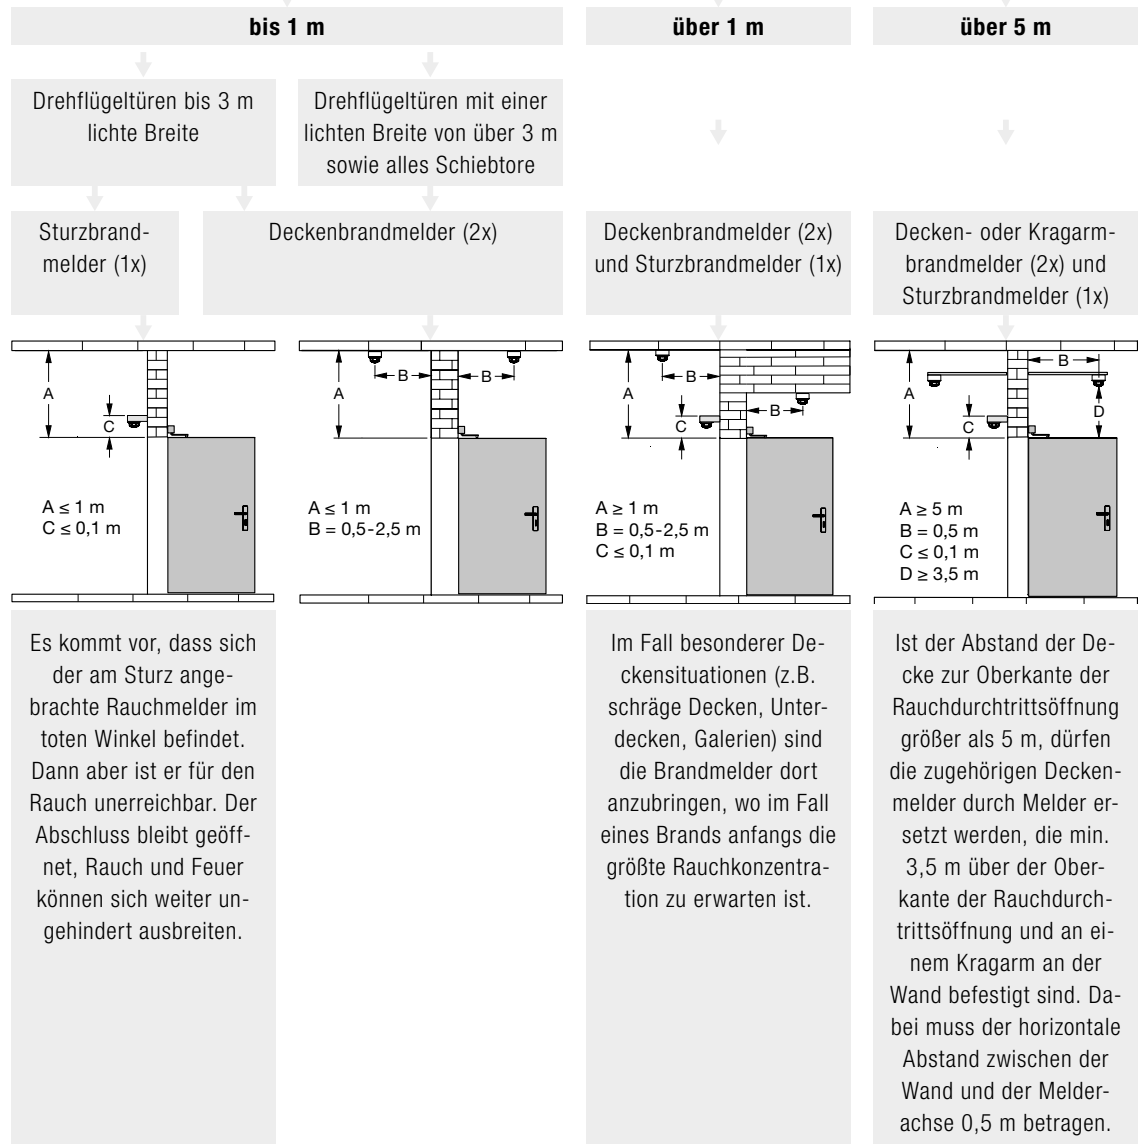 bis 1 m
über 1 m
über 5 m
Drehflügeltüren bis 3 m
lichte Breite
Drehflügeltüren mit einer
lichten Breite von über 3 m
sowie alles Schiebtore
Sturzbrand-
melder (1x)
Deckenbrandmelder (2x)
Deckenbrandmelder (2x)
und Sturzbrandmelder (1x)
Decken- oder Kragarm-
brandmelder (2x) und
Sturzbrandmelder (1x)
A
C
A ≤ 1 m
C ≤ 0,1 m
A
B
B
A ≤ 1 m
B = 0,5-2,5 m
A
B
B
C
A ≥ 1 m
B = 0,5-2,5 m
C ≤ 0,1 m
A
B
C
D
A ≥ 5 m
B = 0,5 m
C ≤ 0,1 m
D ≥ 3,5 m
Es kommt vor, dass sich
der am Sturz ange-
brachte Rauchmelder im
toten Winkel befindet.
Dann aber ist er für den
Rauch unerreichbar. Der
Abschluss bleibt geöff-
net, Rauch und Feuer
können sich weiter un-
gehindert ausbreiten.
Im Fall besonderer De-
ckensituationen (z.B.
schräge Decken, Unter-
decken, Galerien) sind
die Brandmelder dort
anzubringen, wo im Fall
eines Brands anfangs die
größte Rauchkonzentra-
tion zu erwarten ist.
Ist der Abstand der De-
cke zur Oberkante der
Rauchdurchtrittsöffnung
größer als 5 m, dürfen
die zugehörigen Decken-
melder durch Melder er-
setzt werden, die min.
3,5 m über der Ober-
kante der Rauchdurch-
trittsöffnung und an ei-
nem Kragarm an der
Wand befestigt sind. Da-
bei muss der horizontale
Abstand zwischen der
Wand und der Melder-
achse 0,5 m betragen.